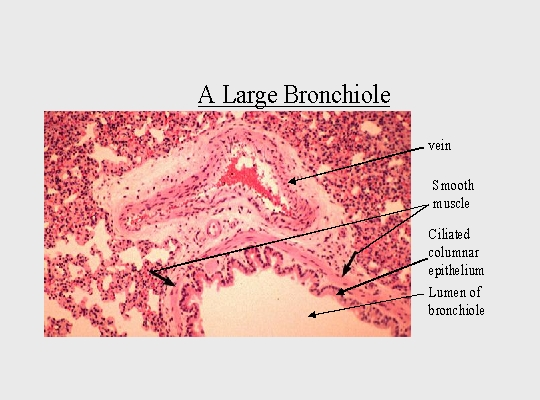 A Large Bronchiole
vein
Smooth
muscle
Ciliated
columnar
epithelium
Lumen of
bronchiole